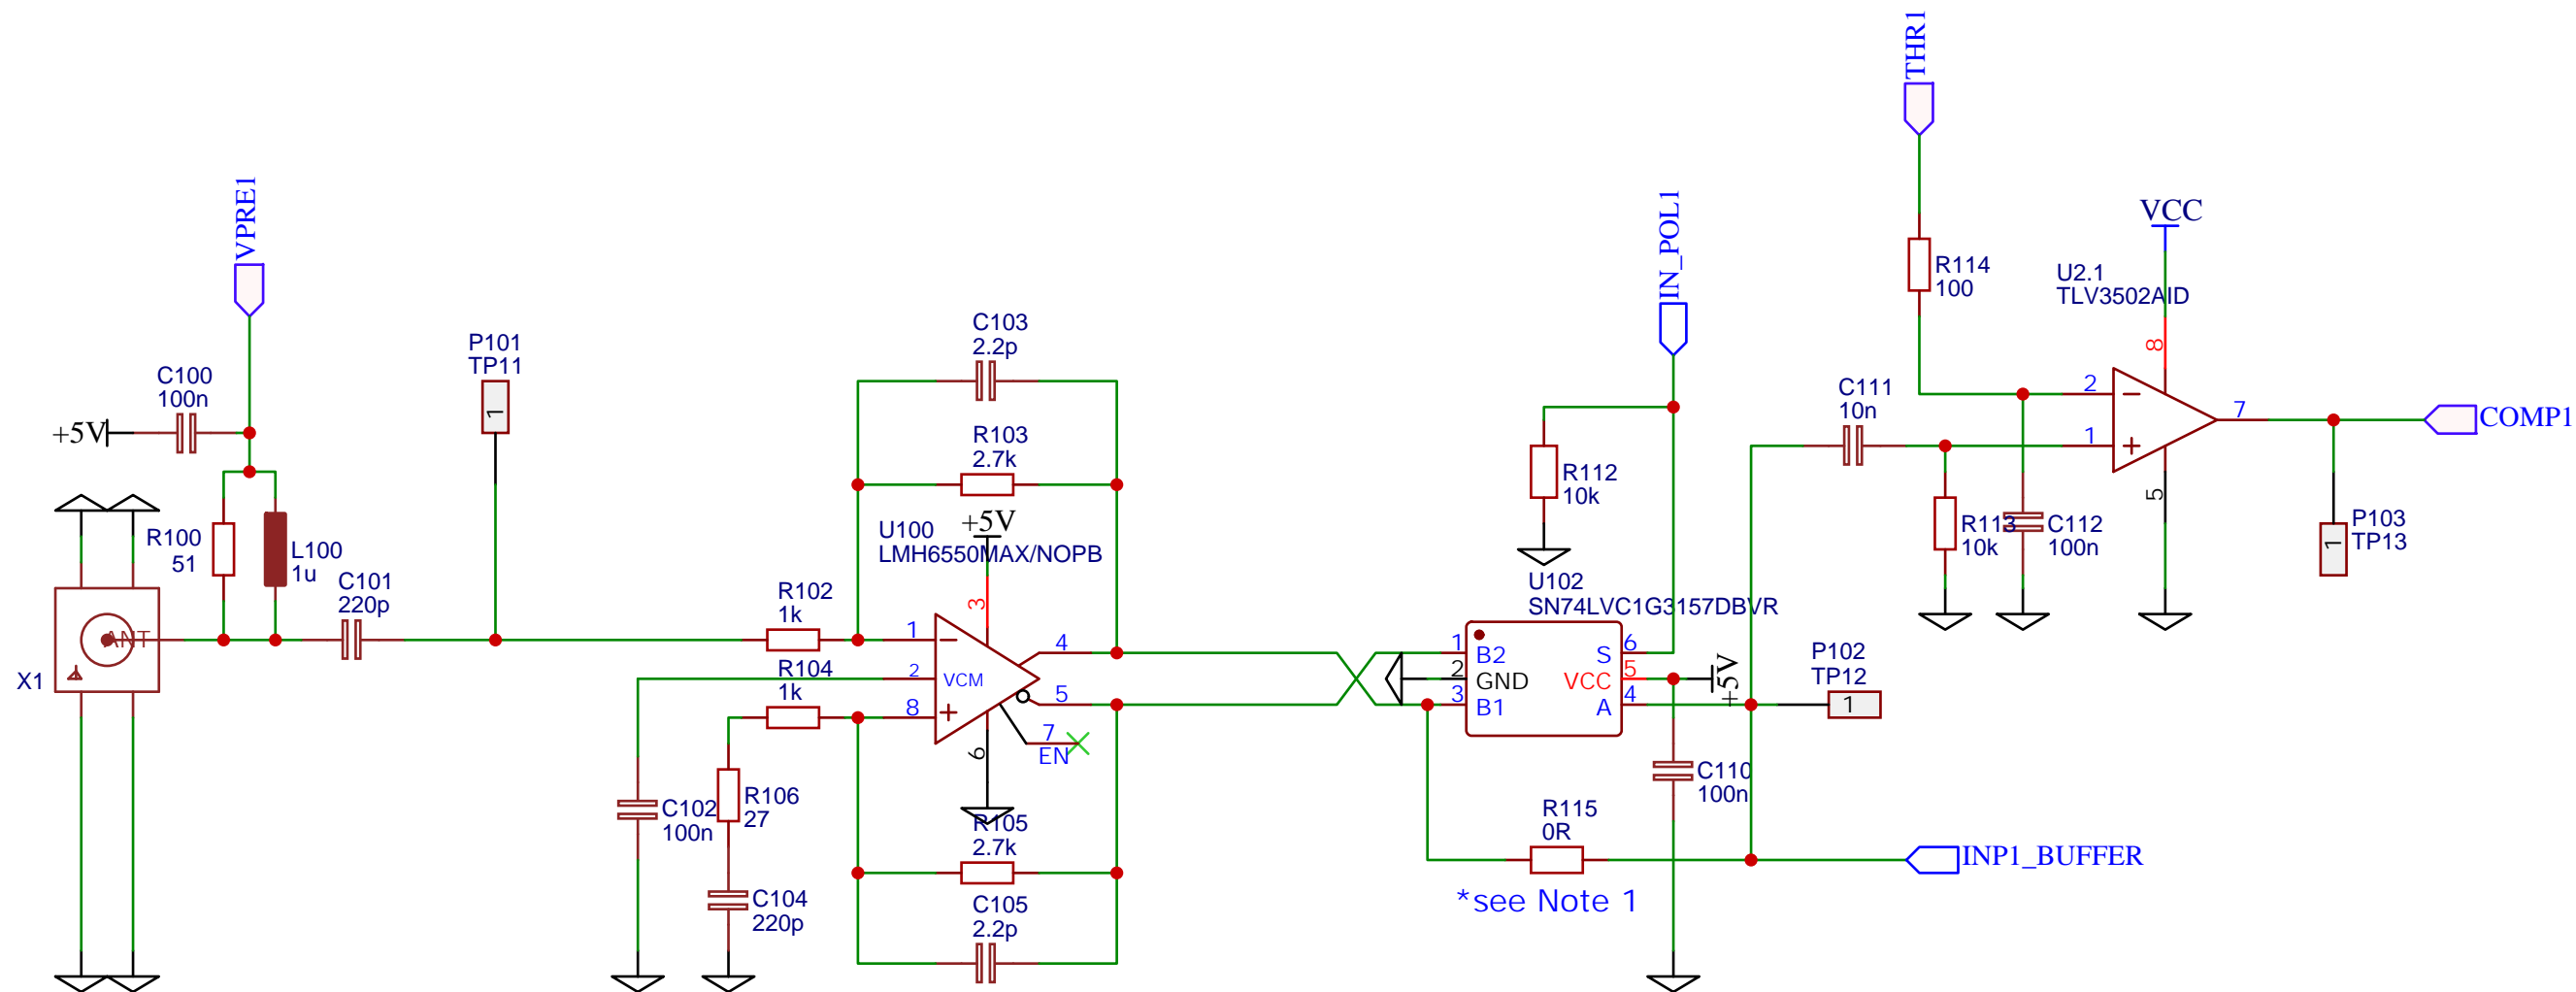 THR1
VPRE1
IN_POL1
VCC
R114
100
U2.1
TLV3502AID
8
C103
2.2p
P101
TP11
1
C100
100n
+5V
2
1
7
COMP1
C111
10n
R103
2.7k
R112
10k
5
R113
10k
C112
100n
P103
TP13
1
R100
51
L100
1u
C101
220p
U100
LMH6550MAX/NOPB
+5V
3
R102
1k
1
4
2
VCM
R104
1k
8
5
7
EN
6
ANT
X1
U102
SN74LVC1G3157DBVR
1
B2
S
6
2
GND
VCC
5
3
B1
A
4
+5V
P102
TP12
1
C102
100n
R106
27
C104
220p
R105
2.7k
C105
2.2p
C110
100n
R115
0R
INP1_BUFFER
*see Note 1